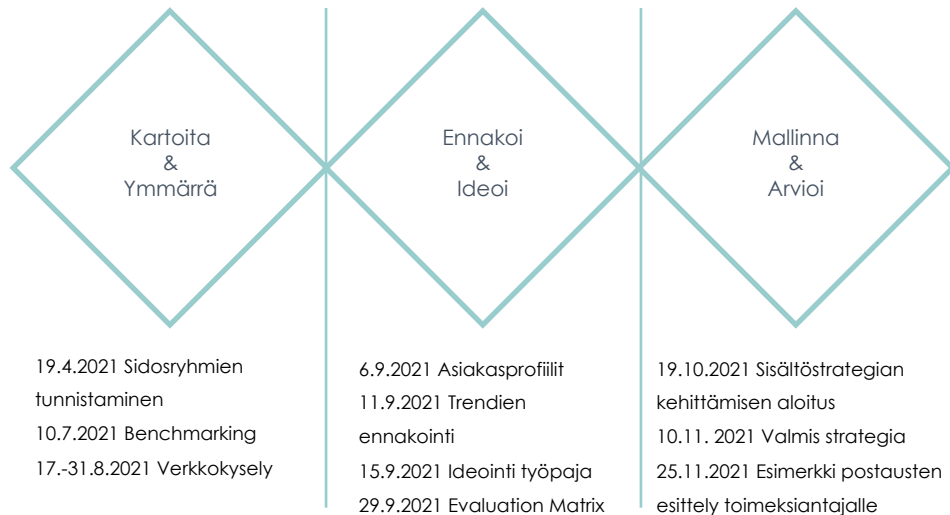 Kartoita
&
Ymmärrä
Ennakoi
&
Ideoi
Mallinna
&
Arvioi
19.4.2021 Sidosryhmien
tunnistaminen
10.7.2021 Benchmarking
17.-31.8.2021 Verkkokysely
6.9.2021 Asiakasprofiilit
11.9.2021 Trendien
ennakointi
15.9.2021 Ideointi työpaja
29.9.2021 Evaluation Matrix
19.10.2021 Sisältöstrategian
kehittämisen aloitus
10.11. 2021 Valmis strategia
25.11.2021 Esimerkki postausten
esittely toimeksiantajalle